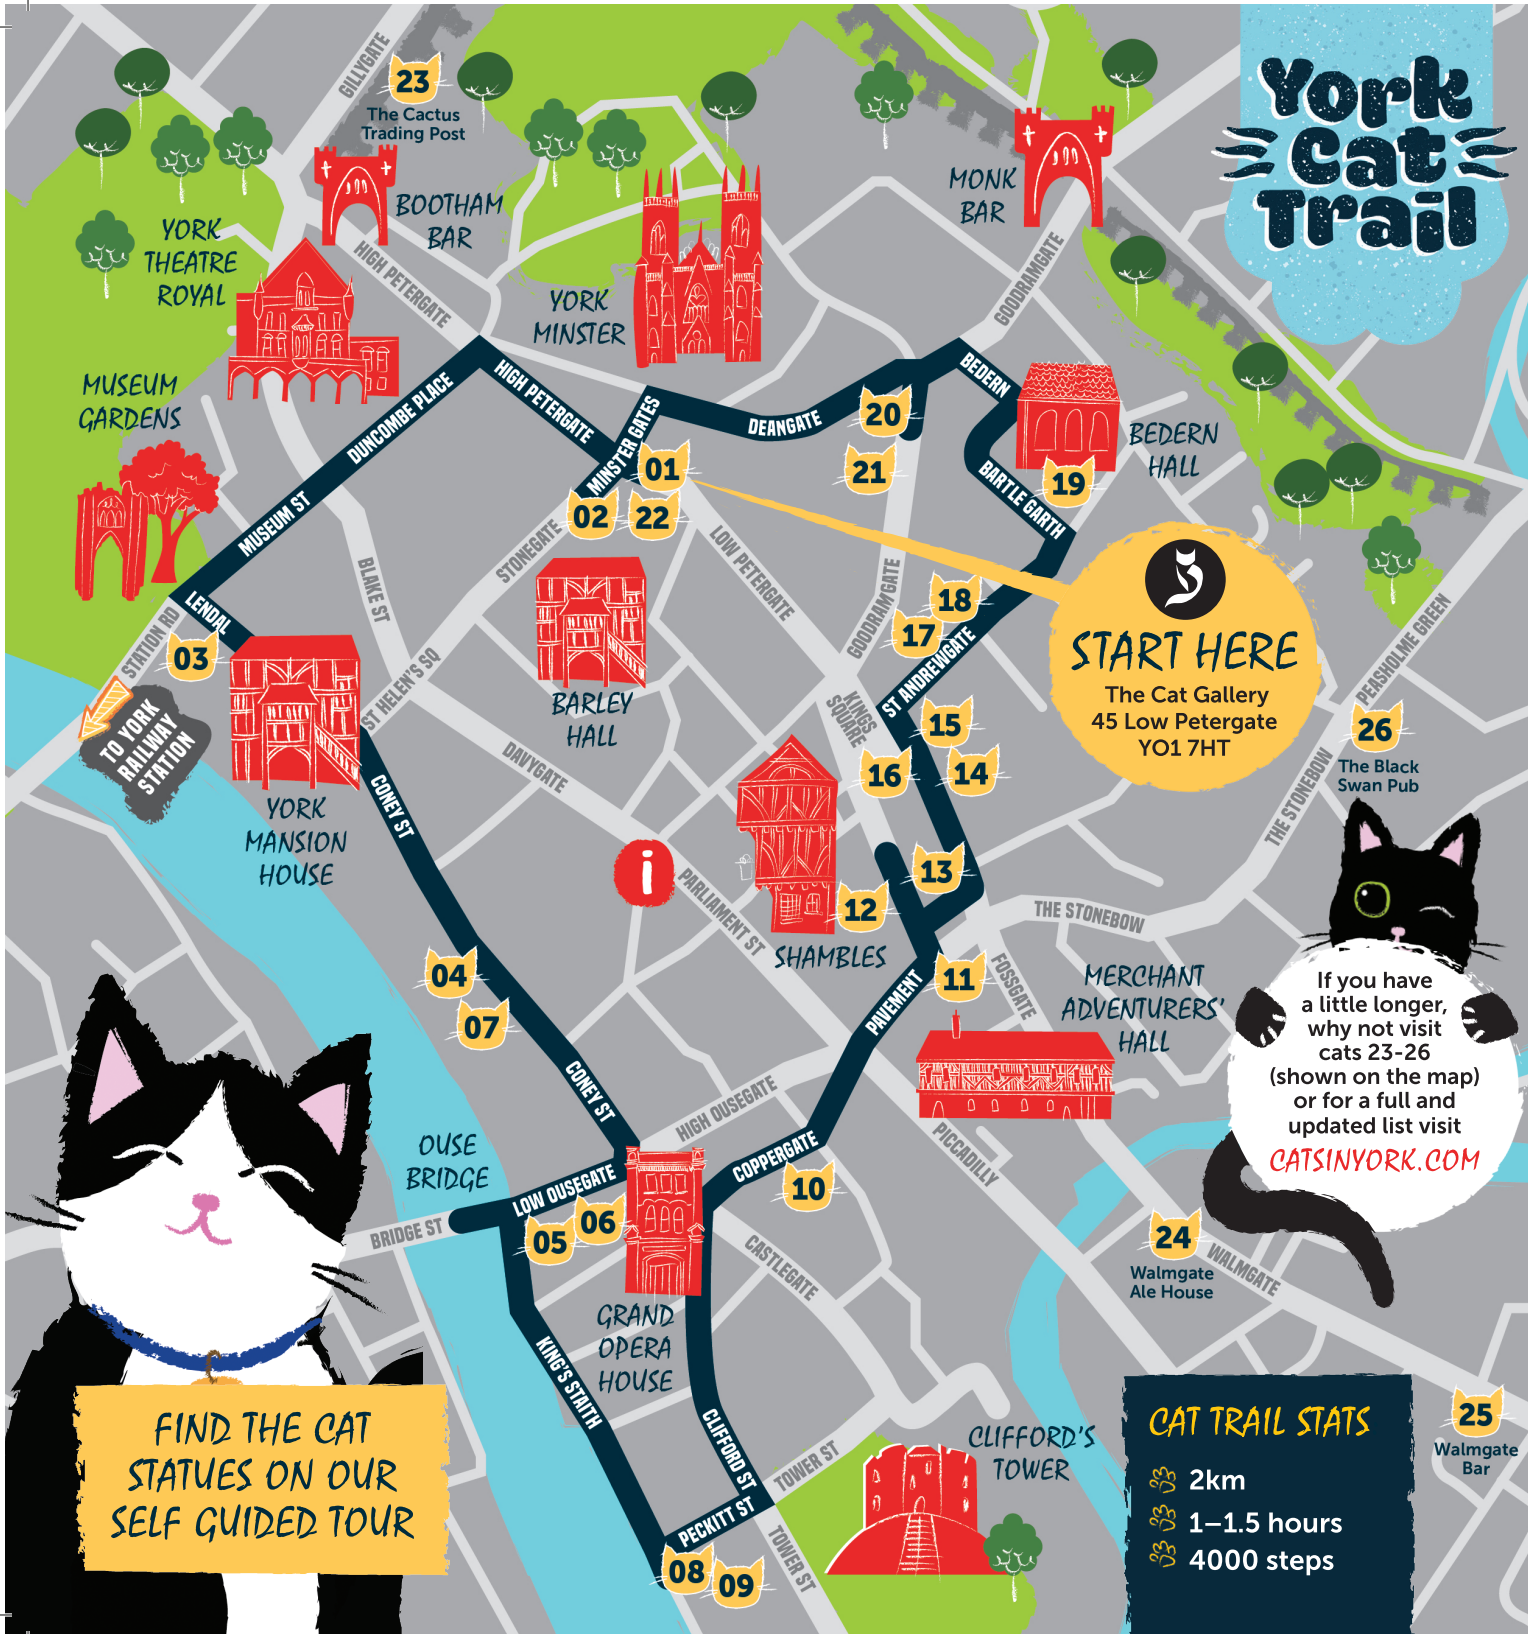 York
Cat
Trail
GILLYGATE
23
The Cactus
Trading Post
BOOTHAM
BAR
MONK
BAR
YORK
THEATRE
ROYAL
HIGH PETERGATE
YORK
MINSTER
GOODRAMGATE
MUSEUM
GARDENS
DUNCOMBE PLACE
HIGH PETERGATE
MINSTER GATES
DEANGATE
BEDERN
20
21
BEDERN
HALL
19
BARTLE GARTH
01
02
22
MUSEUM ST
STONEGATE
LOW PETERGATE
BLAKE ST
GOODRAMGATE
LENDAL
STATION RD
03
18
17
ST ANDREWGATE
START HERE
The Cat Gallery
45 Low Petergate
YO1 7HT
PEASHOLME GREEN
TO YORK
RAILWAY
STATION
ST HELEN'S SQ
BARLEY
HALL
KINGS
SQUARE
15
14
16
26
The Black
Swan Pub
DAVYGATE
YORK
MANSION
HOUSE
CONEY ST
THE STONEBOW
i
PARLIAMENT ST
13
12
SHAMBLES
THE STONEBOW
04
07
11
PAVEMENT
FOSSGATE
MERCHANT
ADVENTURERS'
HALL
If you have
a little longer,
why not visit
cats 23-26
(shown on the map)
or for a full and
updated list visit
CATSINYORK.COM
CONEY ST
HIGH OUSEGATE
OUSE
BRIDGE
LOW OUSEGATE
COPPERGATE
10
PICCADILLY
BRIDGE ST
05
06
24
Walmgate
Ale House
WALMGATE
CASTLEGATE
GRAND
OPERA
HOUSE
KING'S STAITH
CLIFFORD ST
TOWER ST
CLIFFORD'S
TOWER
PECKITT ST
TOWER ST
08
09
25
Walmgate
Bar
FIND THE CAT
STATUES ON OUR
SELF GUIDED TOUR
CAT TRAIL STATS
2km
1–1.5 hours
4000 steps